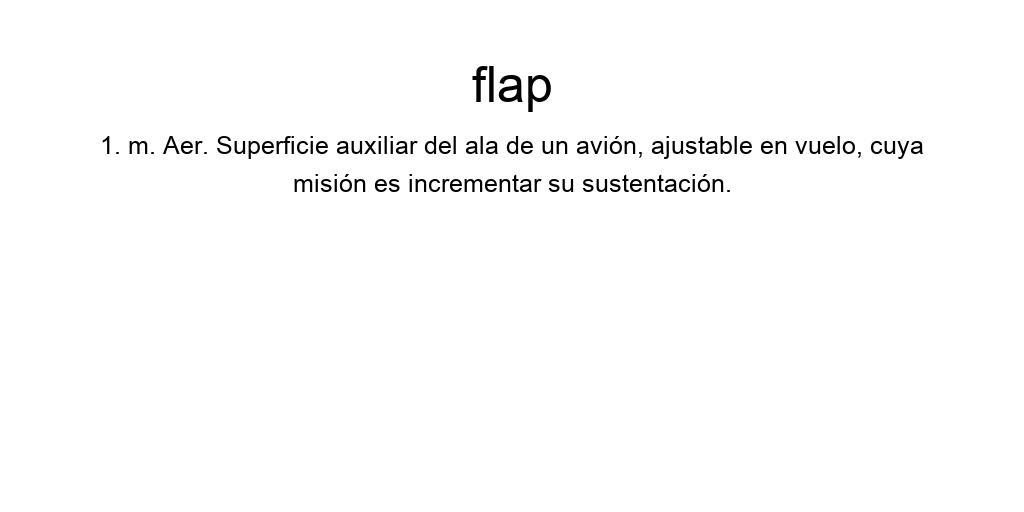 flap
1. m. Aer. Superficie auxiliar del ala de un avión, ajustable en vuelo, cuya
misión es incrementar su sustentación.